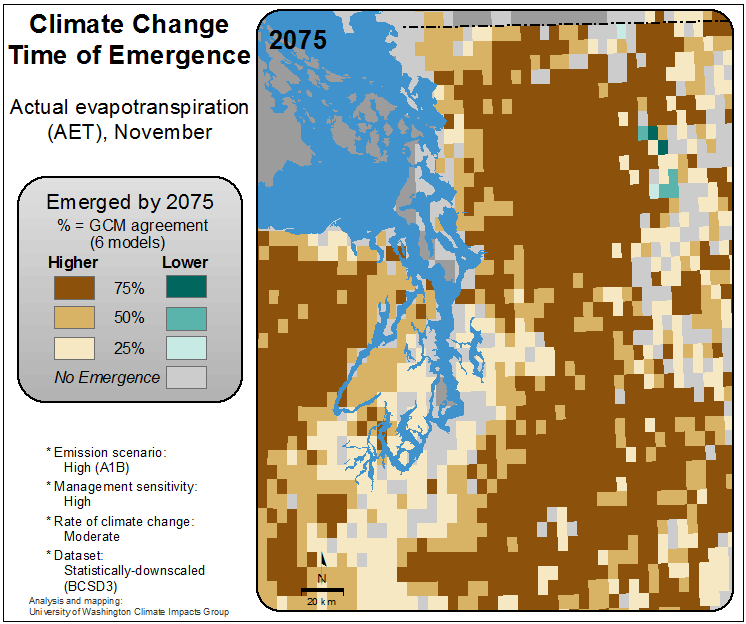 Climate Change
Time of Emergence
Actual evapotranspiration
(AET), November
Emerged by 2075
% = GCM agreement
(6 models)
Higher Lower
75%
50%
25%
No Emergence
* Emission scenario:
High (A1B)
* Management sensitivity:
High
* Rate of climate change:
Moderate
* Dataset:
Statistically-downscaled
(BCSD3)
Analysis and mapping:
University of Washington Climate Impacts Group
2075
N
20 km